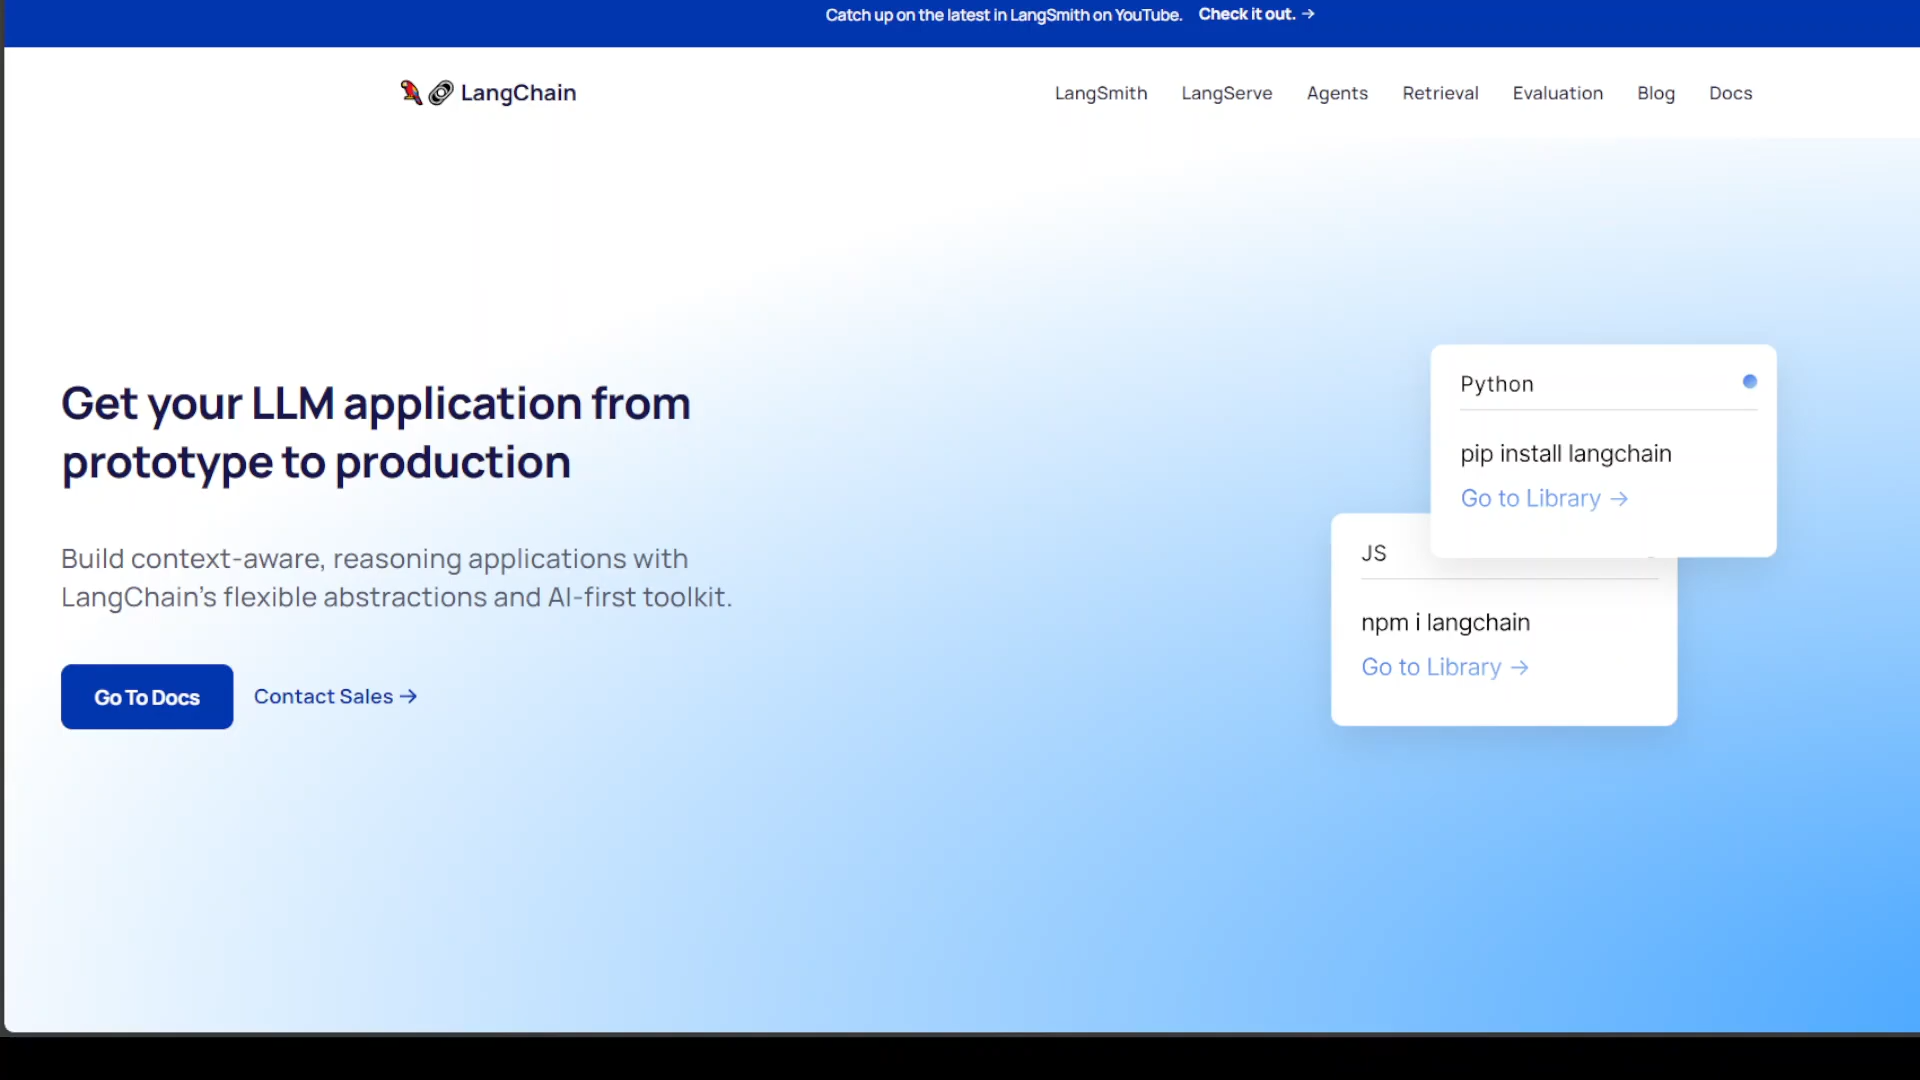 Catch up on the latest in LangSmith on YouTube. Check it out. →
LangChain
LangSmith LangServe Agents Retrieval Evaluation Blog Docs
Get your LLM application from
prototype to production
Build context-aware, reasoning applications with
LangChain’s flexible abstractions and AI-first toolkit.
Go To Docs
Contact Sales →
Python
pip install langchain
Go to Library →
JS
npm i langchain
Go to Library →